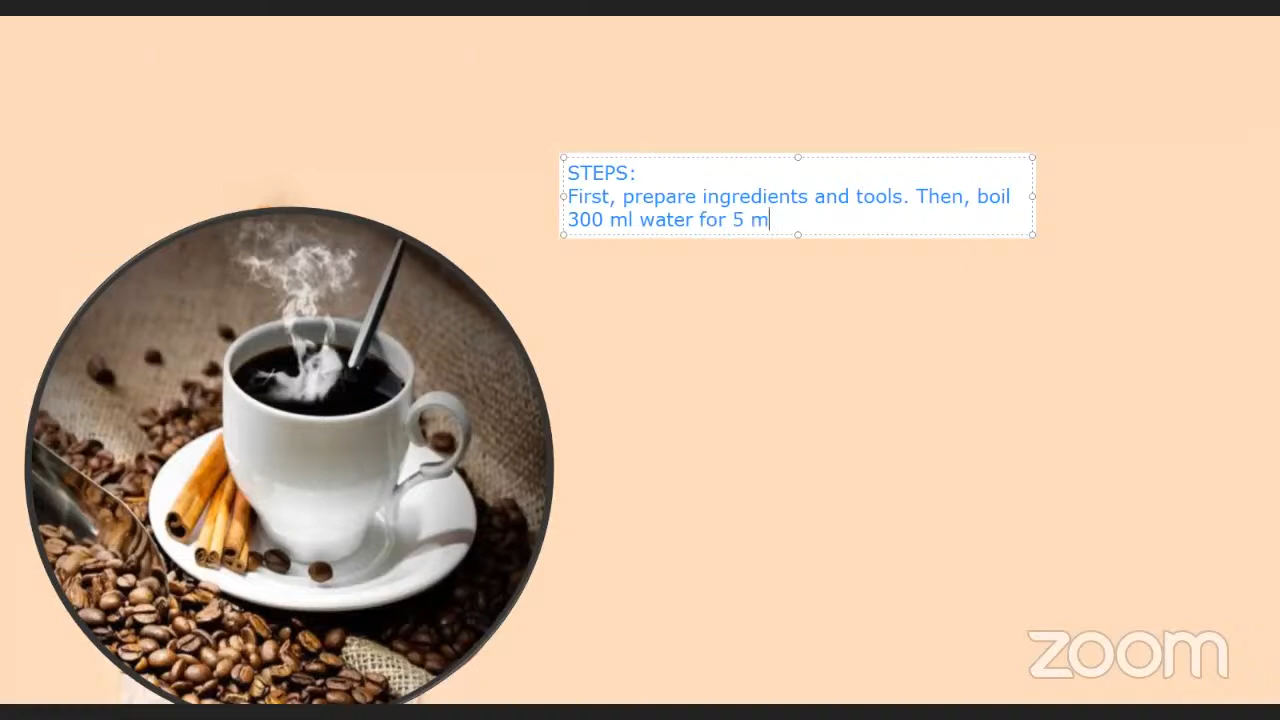 STEPS:
First, prepare ingredients and tools. Then, boil
300 ml water for 5 m
zoom